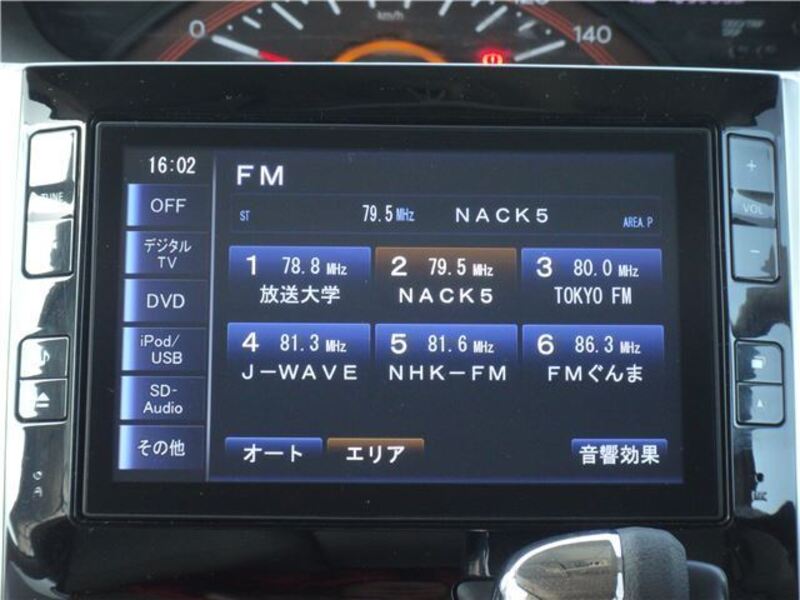 0 km/h 120 140
16:02
FM
TUNE
OFF
ST 79.5MHz NACK5 AREA.P
VOL
デジタル
TV
1 78.8 MHz 2 79.5 MHz 3 80.0 MHz
放送大学 NACK5 TOKYO FM
DVD
iPod/
USB
4 81.3 MHz 5 81.6 MHz 6 86.3 MHz
J-WAVE NHK-FM FMぐんま
SD-
Audio
その他
オート エリア 音響効果